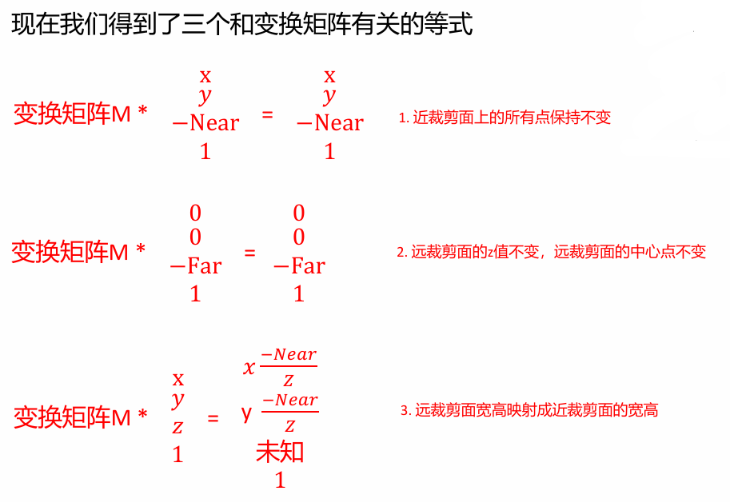 现在我们得到了三个和变换矩阵有关的等式
x x
y y
变换矩阵M * −Near = −Near 1. 近裁剪面上的所有点保持不变
1 1
0 0
0 0
变换矩阵M * −Far = −Far 2. 远裁剪面的z值不变，远裁剪面的中心点不变
1 1
x x −Near/Z
y y −Near/Z
变换矩阵M * z = 未知 3. 远裁剪面宽高映射成近裁剪面的宽高
1 1